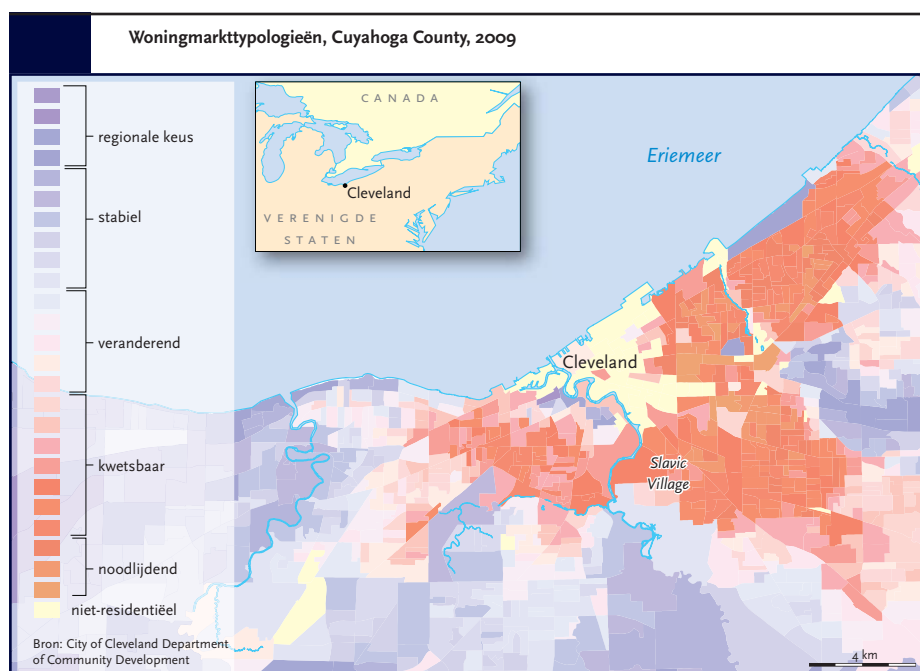 Woningmarkttypologieën, Cuyahoga County, 2009
regionale keus
stabiel
veranderend
kwetsbaar
noodlijdend
niet-residentiëel
Bron: City of Cleveland Department
of Community Development
CANADA
Cleveland
VERENIGDE
STATEN
Eriemeer
Cleveland
Slavic
Village
4 km